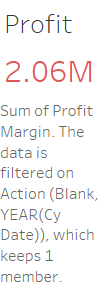 Profit
2.06M
Sum of Profit
Margin. The
data is
filtered on
Action (Blank,
YEAR(Cy
Date)), which
keeps 1
member.